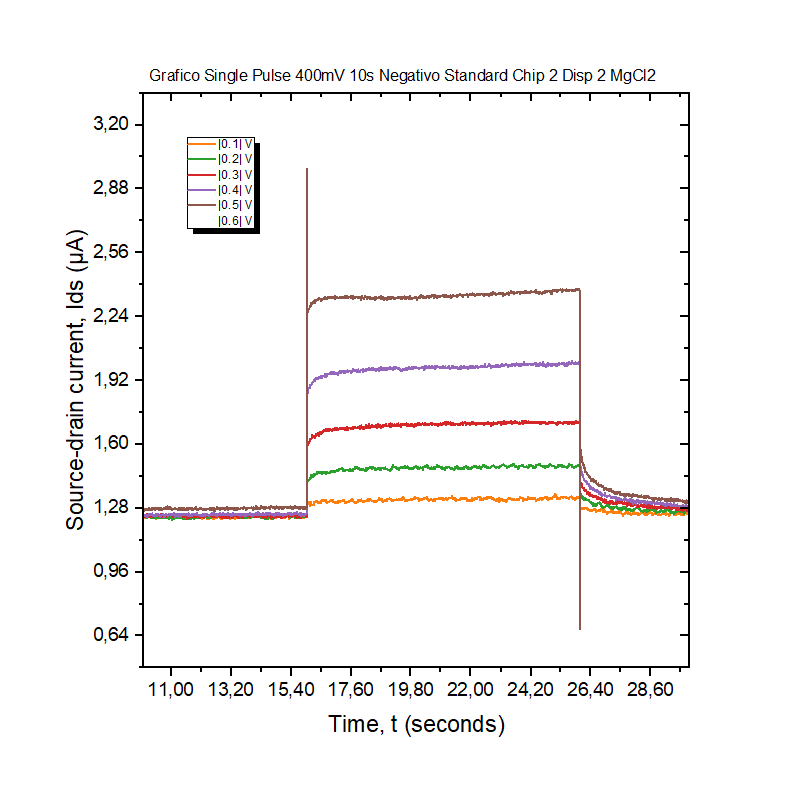 Grafico Single Pulse 400mV 10s Negativo Standard Chip 2 Disp 2 MgCl2
3,20
2,88
2,56
2,24
1,92
1,60
1,28
0,96
0,64
|0.1| V
|0.2| V
|0.3| V
|0.4| V
|0.5| V
|0.6| V
Source-drain current, Ids (μA)
11,00 13,20 15,40 17,60 19,80 22,00 24,20 26,40 28,60
Time, t (seconds)